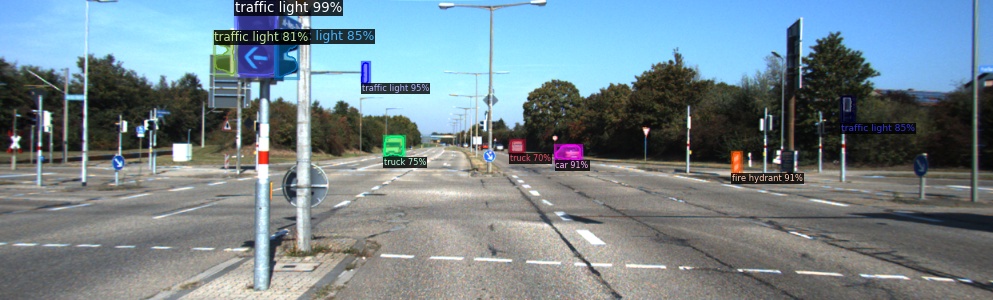 traffic light 99%
traffic light 81%
light 85%
traffic light 95%
traffic light 85%
truck 75%
truck 70%
car 91%
fire hydrant 91%